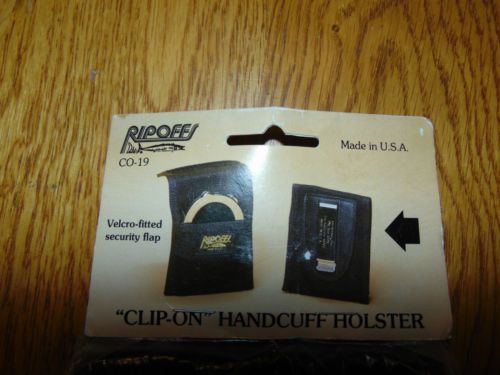 RIPOFFS
CO-19
Made in U.S.A.
Velcro-fitted
security flap
RIPOFFS
"CLIP-ON" HANDCUFF HOLSTER